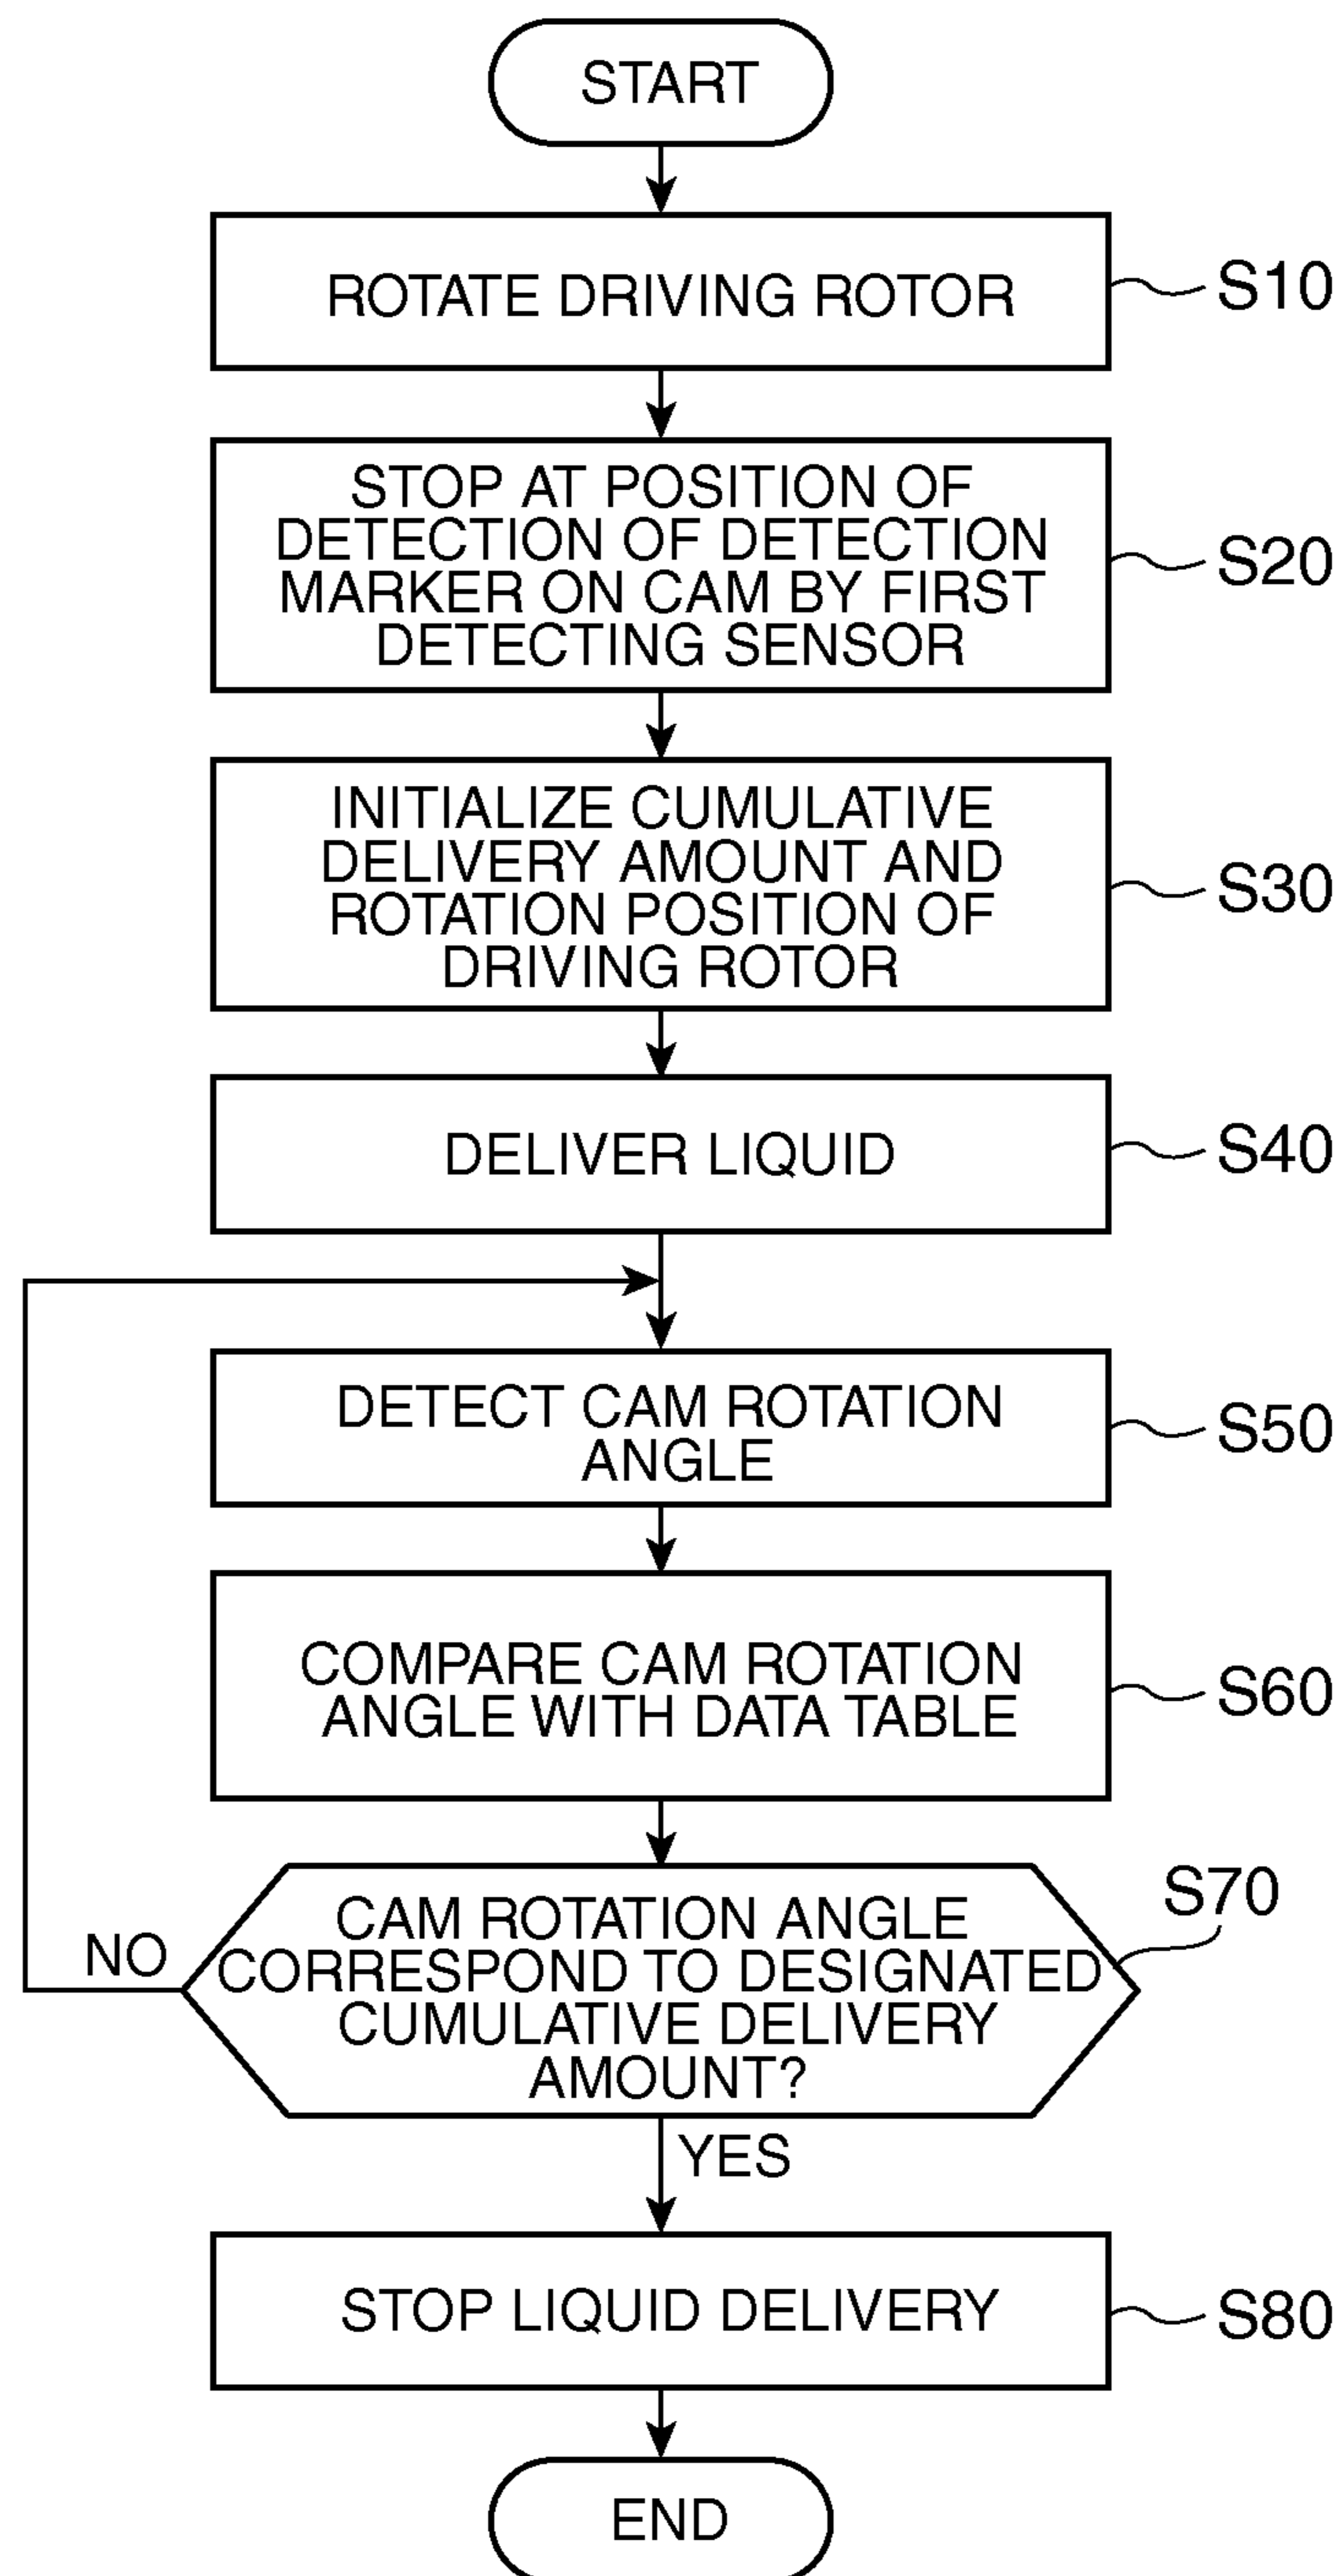 START
ROTATE DRIVING ROTOR
S10
STOP AT POSITION OF
DETECTION OF DETECTION
MARKER ON CAM BY FIRST
DETECTING SENSOR
S20
INITIALIZE CUMULATIVE
DELIVERY AMOUNT AND
ROTATION POSITION OF
DRIVING ROTOR
S30
DELIVER LIQUID
S40
DETECT CAM ROTATION
ANGLE
S50
COMPARE CAM ROTATION
ANGLE WITH DATA TABLE
S60
CAM ROTATION ANGLE
CORRESPOND TO DESIGNATED
CUMULATIVE DELIVERY
AMOUNT?
S70
NO
YES
STOP LIQUID DELIVERY
S80
END